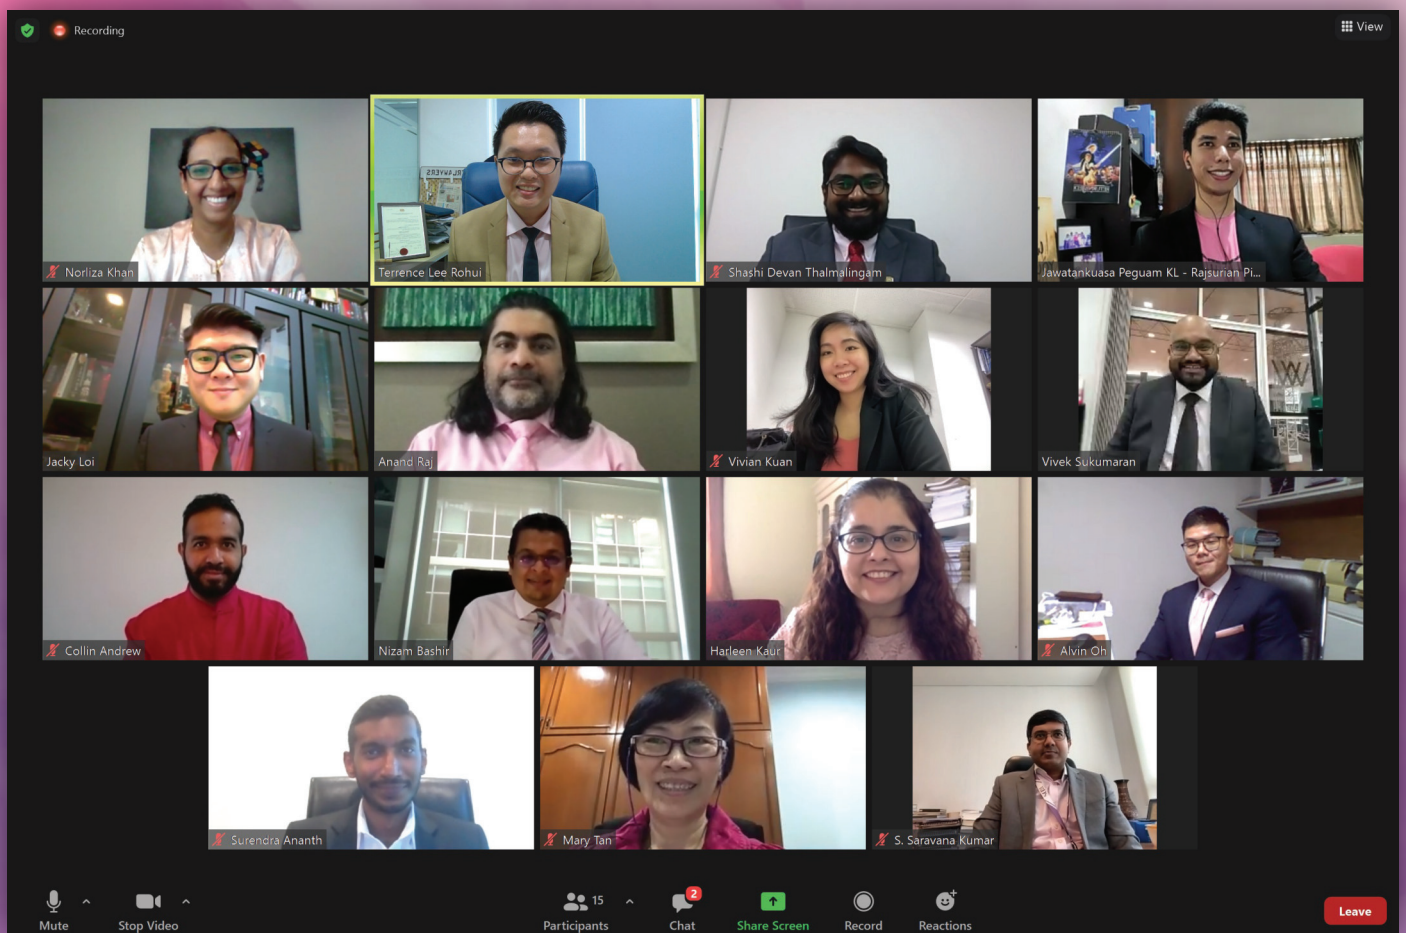 Recording
View
Norliza Khan
Terrence Lee Rohui
Shashi Devan Thalmalingam
Jawatankuasa Peguam KL - Rajsurian Pi...
Jacky Loi
Anand Raj
Vivian Kuan
Vivek Sukumaran
Collin Andrew
Nizam Bashir
Harleen Kaur
Alvin Oh
Surendra Ananth
Mary Tan
S. Saravana Kumar
Mute
Stop Video
15
Participants
2
Chat
Share Screen
Record
Reactions
Leave